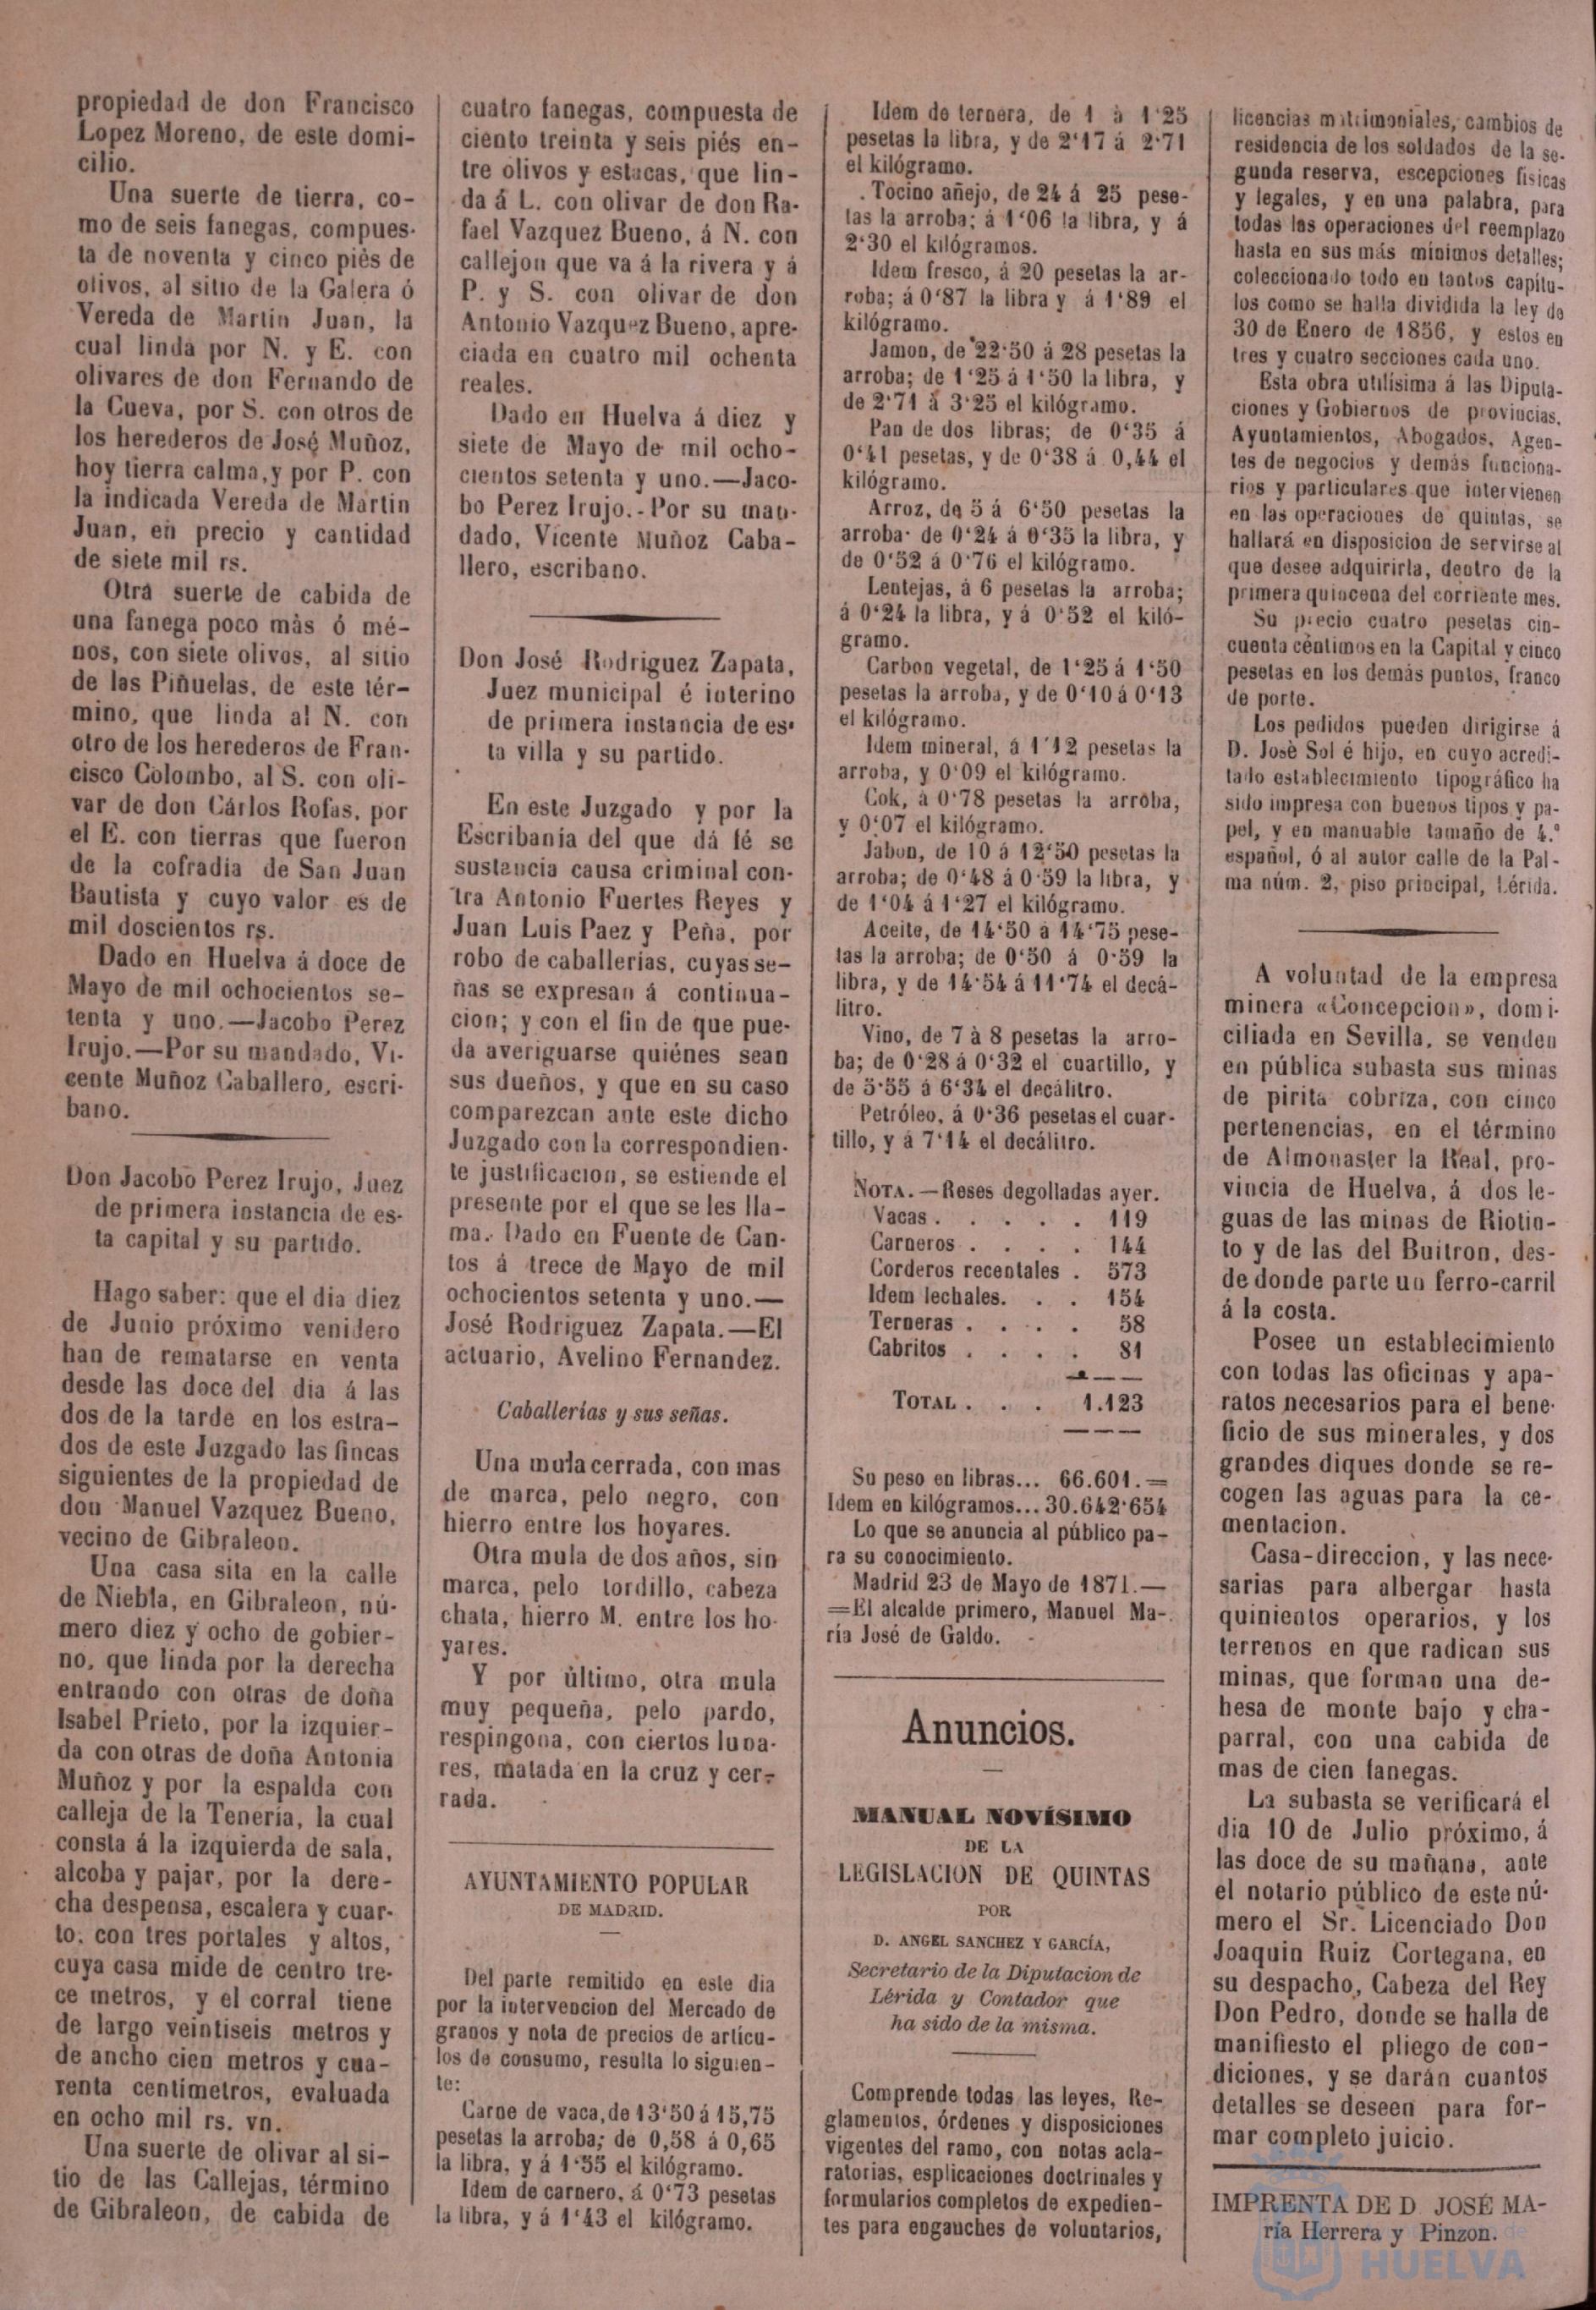 propiedad de don Francisco
Lopez Moreno, de este domi-
cilio.
Una suerte de tierra, co-
mo de seis fanegas, compues-
ta de noventa y cinco piés de
olivos, al sitio de la Galera ó
Vereda de Martin Juan, la
cual linda por N. y E. con
olivares de don Fernando de
la Cueva, por S. con otros de
los herederos de José Muñoz,
hoy tierra calma, y por P. con
la indicada Vereda de Martin
Juan, en precio y cantidad
de siete mil rs.
Otra suerte de cabida de
una fanega poco más ó mé-
nos, con siete olivos, al sitio
de las Piñuelas, de este tér-
mino, que linda al N. con
otro de los herederos de Fran-
cisco Colombo, al S. con oli-
var de don Cárlos Rofas, por
el E. con tierras que fueron
de la cofradia de San Juan
Bautista y cuyo valor es de
mil doscientos rs.
Dado en Huelva á doce de
Mayo de mil ochocientos se-
tenta y uno.—Jacobo Perez
Irujo.—Por su mandado, Vi-
cente Muñoz Caballero, escri-
bano.
Don Jacobo Perez Irujo, Juez
de primera instancia de es-
ta capital y su partido.
Hago saber: que el dia diez
de Junio próximo venidero
han de rematarse en venta
desde las doce del dia á las
dos de la tarde en los estra-
dos de este Juzgado las fincas
siguientes de la propiedad de
don Manuel Vazquez Bueno,
vecino de Gibraleon.
Una casa sita en la calle
de Niebla, en Gibraleon, nú-
mero diez y ocho de gobier-
no, que linda por la derecha
entrando con otras de doña
Isabel Prieto, por la izquier-
da con otras de doña Antonia
Muñoz y por la espalda con
calleja de la Tenería, la cual
consta á la izquierda de sala,
alcoba y pajar, por la dere-
cha despensa, escalera y cuar-
to, con tres portales y altos,
cuya casa mide de centro tre-
ce metros, y el corral tiene
de largo veintiseis metros y
de ancho cien metros y cua-
renta centímetros, evaluada
en ocho mil rs. vn.
Una suerte de olivar al si-
tio de las Callejas, término
de Gibraleon, de cabida de
cuatro fanegas, compuesta de
ciento treinta y seis piés en-
tre olivos y estacas, que lin-
da á L. con olivar de don Ra-
fael Vazquez Bueno, á N. con
callejon que va á la rivera y á
P. y S. con olivar de don
Antonio Vazquez Bueno, apre-
ciada en cuatro mil ochenta
reales.
Dado en Huelva á diez y
siete de Mayo de mil ocho-
cientos setenta y uno.—Jaco-
bo Perez Irujo.-Por su man-
dado, Vicente Muñoz Caba-
llero, escribano.
Don José Rodriguez Zapata,
Juez municipal é interino
de primera instancia de es-
ta villa y su partido.
En este Juzgado y por la
Escribanía del que dá fé se
sustancia causa criminal con-
tra Antonio Fuertes Reyes y
Juan Luis Paez y Peña, por
robo de caballerías, cuyas se-
ñas se expresan á continua-
cion; y con el fin de que pue-
da averiguarse quiénes sean
sus dueños, y que en su caso
comparezcan ante este dicho
Juzgado con la correspondien-
te justificacion, se estiende el
presente por el que se les lla-
ma. Dado en Fuente de Can-
tos á trece de Mayo de mil
ochocientos setenta y uno.—
José Rodriguez Zapata.—El
actuario, Avelino Fernandez.
Caballerías y sus señas.
Una mula cerrada, con mas
de marca, pelo negro, con
hierro entre los hoyares.
Otra mula de dos años, sin
marca, pelo tordillo, cabeza
chata, hierro M. entre los ho-
yares.
Y por último, otra mula
muy pequeña, pelo pardo,
respingona, con ciertos luna-
res, matada en la cruz y cer-
rada.
AYUNTAMIENTO POPULAR
DE MADRID.
Del parte remitido en este dia
por la intervencion del Mercado de
granos y nota de precios de artícu-
los de consumo, resulta lo siguien-
te:
Carne de vaca, de 13‘50 á 15,75
pesetas la arroba; de 0,58 á 0,65
la libra, y á 1‘55 el kilógramo.
Idem de carnero, á 0‘73 pesetas
la libra, y á 1‘43 el kilógramo.
Idem de ternera, de 1 á 1‘25
pesetas la libra, y de 2‘17 á 2‘71
el kilógramo.
Tocino añejo, de 24 á 25 pese-
tas la arroba; á 1‘06 la libra, y á
2‘30 el kilógramos.
Idem fresco, á 20 pesetas la ar-
roba; á 0‘87 la libra y á 1‘89 el
kilógramo.
Jamon, de 22‘50 á 28 pesetas la
arroba; de 1‘25 á 1‘50 la libra, y
de 2‘71 á 3‘25 el kilógramo.
Pan de dos libras; de 0‘35 á
0‘41 pesetas, y de 0‘38 á 0,44 el
kilógramo.
Arroz, de 5 á 6‘50 pesetas la
arroba· de 0‘24 á 0‘35 la libra, y
de 0‘52 á 0‘76 el kilógramo.
Lentejas, á 6 pesetas la arroba;
á 0‘24 la libra, y á 0‘52 el kiló-
gramo.
Carbon vegetal, de 1‘25 á 1‘50
pesetas la arroba, y de 0‘10 á 0‘13
el kilógramo.
Idem mineral, á 1‘12 pesetas la
arroba, y 0‘09 el kilógramo.
Cok, á 0‘78 pesetas la arroba,
y 0‘07 el kilógramo.
Jabon, de 10 á 12‘50 pesetas la
arroba; de 0‘48 á 0‘59 la libra, y
de 1‘04 á 1‘27 el kilógramo.
Aceite, de 14‘50 á 14‘75 pese-
tas la arroba; de 0‘50 á 0‘59 la
libra, y de 14‘54 á 11‘74 el decá-
litro.
Vino, de 7 á 8 pesetas la arro-
ba; de 0‘28 á 0‘32 el cuartillo, y
de 5‘55 á 6‘34 el decálitro.
Petróleo, á 0‘36 pesetas el cuar-
tillo, y á 7‘14 el decálitro.
NOTA.—Reses degolladas ayer.
Vacas . . . . . . 119
Carneros . . . . . 144
Corderos recentales . 573
Idem lechales. . . . 154
Terneras . . . . . 58
Cabritos . . . . . 81
TOTAL . . . 1.123
Su peso en libras... 66.601.=
Idem en kilógramos...30.642‘654
Lo que se anuncia al público pa-
ra su conocimiento.
Madrid 23 de Mayo de 1871.—
=El alcalde primero, Manuel Ma-
ría José de Galdo.
Anuncios.
MANUAL NOVÍSIMO
DE LA
LEGISLACION DE QUINTAS
POR
D. ANGEL SANCHEZ Y GARCÍA,
Secretario de la Diputacion de
Lérida y Contador que
ha sido de la misma.
Comprende todas las leyes, Re-
glamentos, órdenes y disposiciones
vigentes del ramo, con notas acla-
ratorias, esplicaciones doctrinales y
formularios completos de expedien-
tes para enganches de voluntarios,
licencias matrimoniales, cambios de
residencia de los soldados de la se-
gunda reserva, escepciones físicas
y legales, y en una palabra, para
todas las operaciones del reemplazo
hasta en sus más mínimos detalles;
coleccionado todo en tantos capítu-
los como se halla dividida la ley de
30 de Enero de 1856, y estos en
tres y cuatro secciones cada uno.
Esta obra utilísima á las Diputa-
ciones y Gobiernos de provincias,
Ayuntamientos, Abogados, Agen-
tes de negocios y demás funciona-
rios y particulares que intervienen
en las operaciones de quintas, se
hallará en disposicion de servirse al
que desee adquirirla, dentro de la
primera quincena del corriente mes.
Su precio cuatro pesetas cin-
cuenta céntimos en la Capital y cinco
pesetas en los demás puntos, franco
de porte.
Los pedidos pueden dirigirse á
D. José Sol é hijo, en cuyo acredi-
tado establecimiento tipográfico ha
sido impresa con buenos tipos y pa-
pel, y en manuable tamaño de 4.º
español, ó al autor calle de la Pal-
ma núm. 2, piso principal, Lérida.
A voluntad de la empresa
minera «Concepcion», domi-
ciliada en Sevilla, se venden
en pública subasta sus minas
de pirita cobriza, con cinco
pertenencias, en el término
de Almonaster la Real, pro-
vincia de Huelva, á dos le-
guas de las minas de Riotin-
to y de las del Buitron, des-
de donde parte un ferro-carril
á la costa.
Posee un establecimiento
con todas las oficinas y apa-
ratos necesarios para el bene-
ficio de sus minerales, y dos
grandes diques donde se re-
cogen las aguas para la ce-
mentacion.
Casa-direccion, y las nece-
sarias para albergar hasta
quinientos operarios, y los
terrenos en que radican sus
minas, que forman una de-
hesa de monte bajo y cha-
parral, con una cabida de
mas de cien fanegas.
La subasta se verificará el
dia 10 de Julio próximo, á
las doce de su mañana, ante
el notario público de este nú-
mero el Sr. Licenciado Don
Joaquin Ruiz Cortegana, en
su despacho, Cabeza del Rey
Don Pedro, donde se halla de
manifiesto el pliego de con-
diciones, y se darán cuantos
detalles se deseen para for-
mar completo juicio.
IMPRENTA DE D JOSÉ MA-
ría Herrera y Pinzon.
de
HUELVA